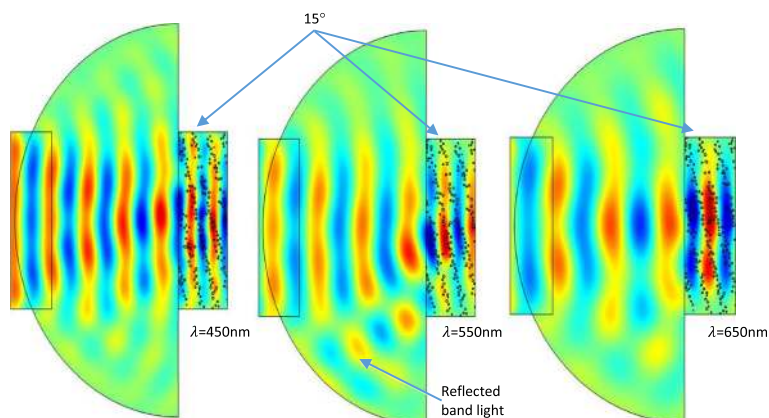 15°
λ=450nm
λ=550nm
λ=650nm
Reflected
band light